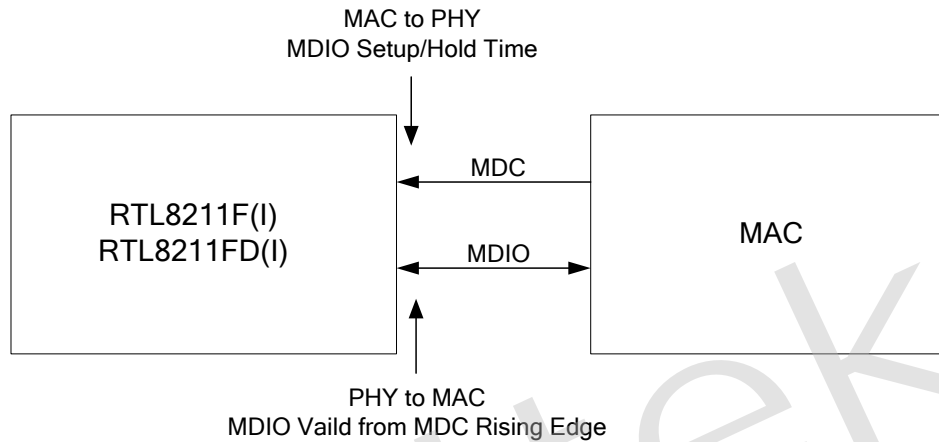 MAC to PHY
MDIO Setup/Hold Time
MDC
RTL8211F(I)
RTL8211FD(I)
MAC
MDIO
PHY to MAC
MDIO Vaild from MDC Rising Edge